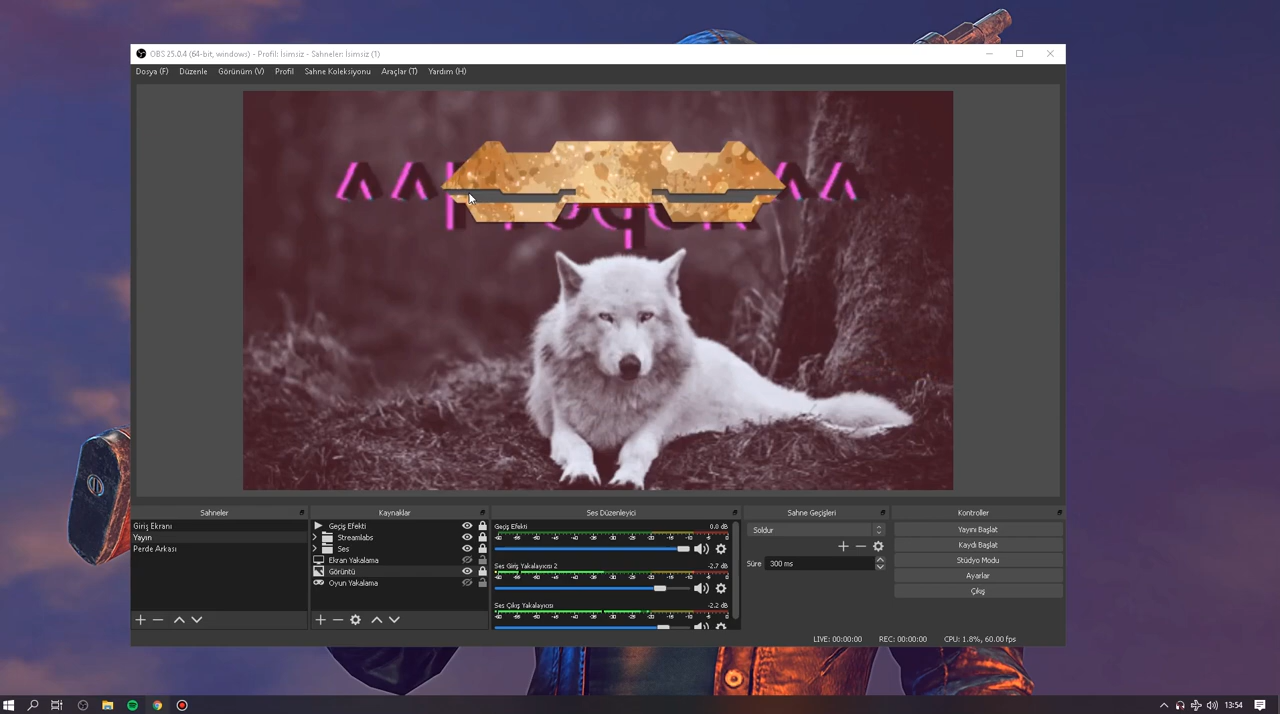 OBS 25.0.4 (64-bit, windows) - Profil: İsimsiz - Sahneler: İsimsiz (1)
Dosya (F) Düzenle Görünüm (V) Profil Sahne Koleksiyonu Araçlar (T) Yardım (H)
Sahneler
Giriş Ekranı
Yayın
Perde Arkası
Kaynaklar
Geçiş Efekti
Streamlabs
Ses
Ekran Yakalama
Görüntü
Oyun Yakalama
Ses Düzenleyici
Geçiş Efekti 0.0 dB
Ses Giriş Yakalayıcısı 2 -2.7 dB
Ses Çıkış Yakalayıcısı -2.2 dB
Sahne Geçişleri
Soldur
Süre 300 ms
Kontroller
Yayını Başlat
Kaydı Başlat
Stüdyo Modu
Ayarlar
Çıkış
LIVE: 00:00:00 REC: 00:00:00 CPU: 1.8%, 60.00 fps
13:54